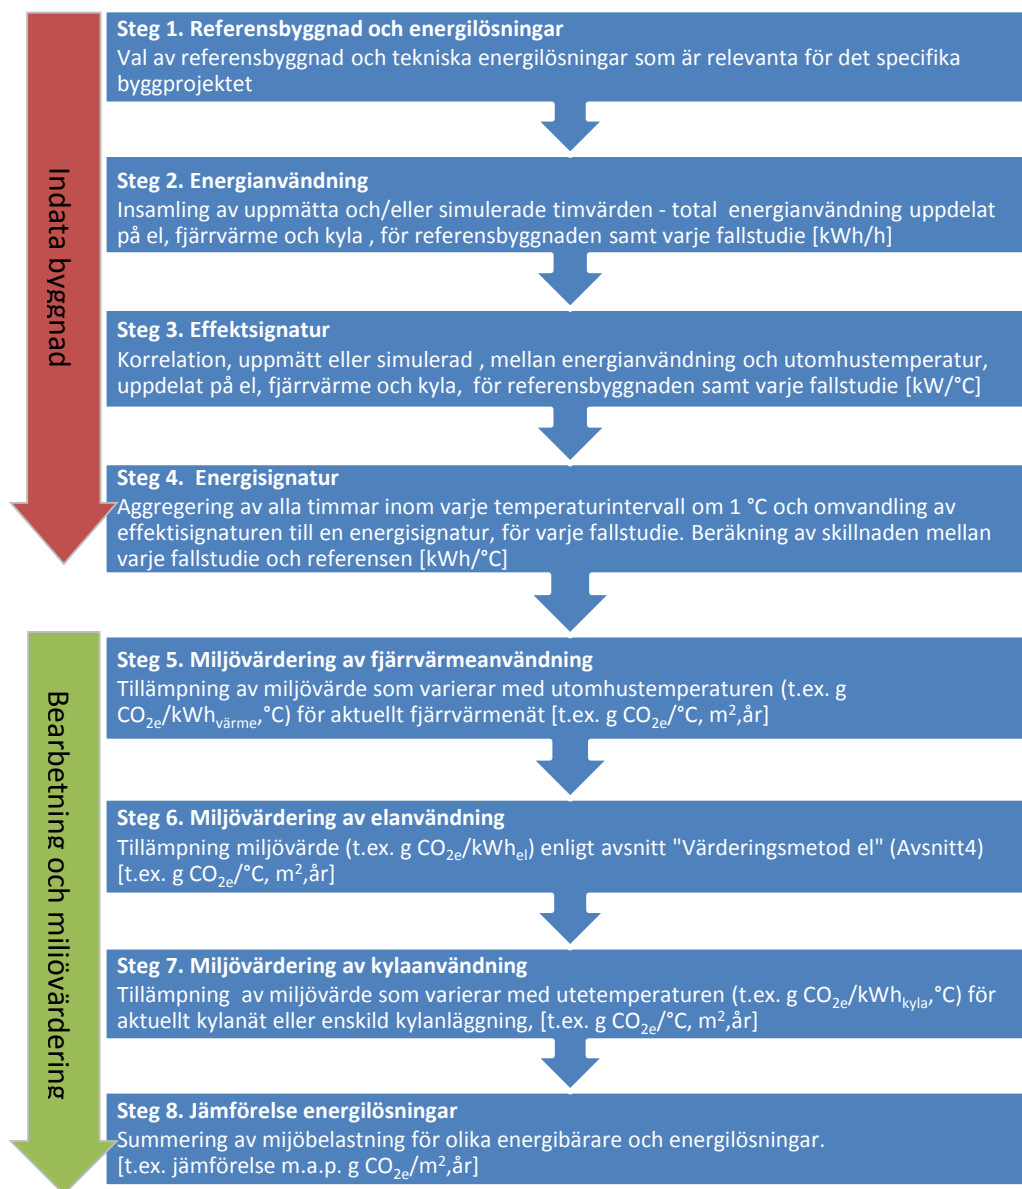 Steg 1. Referensbyggnad och energilösningar
Val av referensbyggnad och tekniska energilösningar som är relevanta för det specifika
byggprojektet
Indata byggnad
Steg 2. Energianvändning
Insamling av uppmätta och/eller simulerade timvärden - total energianvändning uppdelat
på el, fjärrvärme och kyla , för referensbyggnaden samt varje fallstudie [kWh/h]
Steg 3. Effektsignatur
Korrelation, uppmätt eller simulerad , mellan energianvändning och utomhustemperatur,
uppdelat på el, fjärrvärme och kyla, för referensbyggnaden samt varje fallstudie [kW/°C]
Steg 4. Energisignatur
Aggregering av alla timmar inom varje temperaturintervall om 1 °C och omvandling av
effektisignaturen till en energisignatur, för varje fallstudie. Beräkning av skillnaden mellan
varje fallstudie och referensen [kWh/°C]
Steg 5. Miljövärdering av fjärrvärmeanvändning
Tillämpning av miljövärde som varierar med utomhustemperaturen (t.ex. g
CO2e/kWhvärme,°C) för aktuellt fjärrvärmenät [t.ex. g CO2e/°C, m²,år]
Bearbetning och miljövärdering
Steg 6. Miljövärdering av elanvändning
Tillämpning miljövärde (t.ex. g CO2e/kWhel) enligt avsnitt "Värderingsmetod el" (Avsnitt4)
[t.ex. g CO2e/°C, m²,år]
Steg 7. Miljövärdering av kylaanvändning
Tillämpning av miljövärde som varierar med utetemperaturen (t.ex. g CO2e/kWhkyla,°C) för
aktuellt kylanät eller enskild kylanläggning, [t.ex. g CO2e/°C, m²,år]
Steg 8. Jämförelse energilösningar
Summering av mijöbelastning för olika energibärare och energilösningar.
[t.ex. jämförelse m.a.p. g CO2e/m²,år]